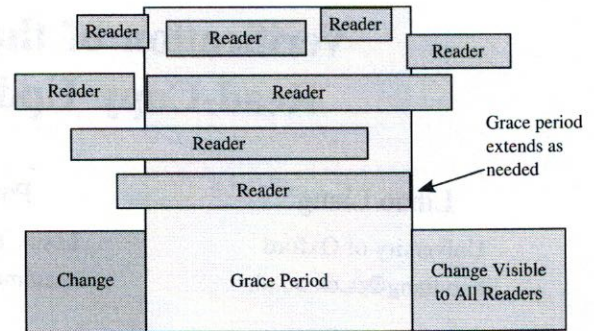 Reader
Reader
Reader
Reader
Reader
Reader
Reader
Reader
Grace period
extends as
needed
Change
Grace Period
Change Visible
to All Readers